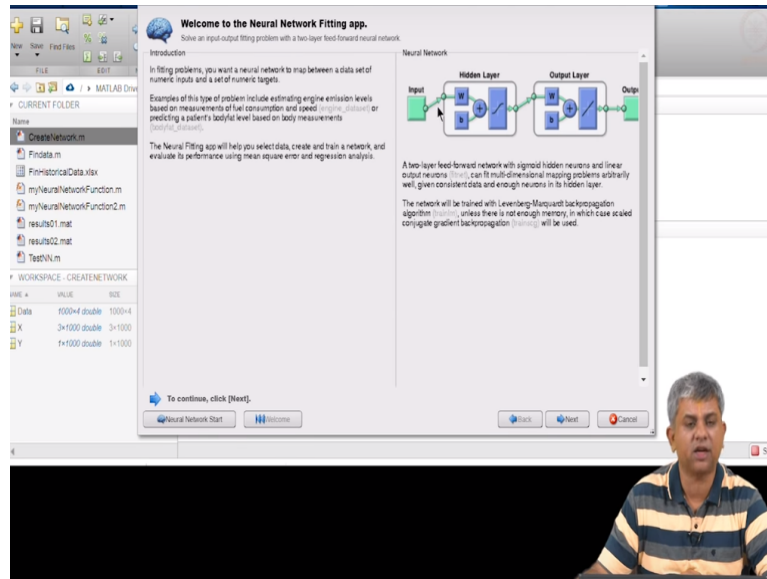 Welcome to the Neural Network Fitting app.
Solve an input-output fitting problem with a two-layer feed-forward neural network.
New Save Find Files
FILE
EDIT
/ ▸ MATLAB Drive
CURRENT FOLDER
Name
CreateNetwork.m
Findata.m
FinHistoricalData.xlsx
myNeuralNetworkFunction.m
myNeuralNetworkFunction2.m
results01.mat
results02.mat
TestNN.m
WORKSPACE - CREATENETWORK
NAME VALUE SIZE
Data 1000×4 double 1000×4
X 3×1000 double 3×1000
Y 1×1000 double 1×1000
Introduction
In fitting problems, you want a neural network to map between a data set of
numeric inputs and a set of numeric targets.
Examples of this type of problem include estimating engine emission levels
based on measurements of fuel consumption and speed (engine_dataset) or
predicting a patient's bodyfat level based on body measurements
(bodyfat_dataset).
The Neural Fitting app will help you select data, create and train a network, and
evaluate its performance using mean square error and regression analysis.
Neural Network
Hidden Layer Output Layer
Input Outpu
W W
b b
A two-layer feed-forward network with sigmoid hidden neurons and linear
output neurons (fitnet), can fit multi-dimensional mapping problems arbitrarily
well, given consistent data and enough neurons in its hidden layer.
The network will be trained with Levenberg-Marquardt backpropagation
algorithm (trainlm), unless there is not enough memory, in which case scaled
conjugate gradient backpropagation (trainscg) will be used.
To continue, click [Next].
Neural Network Start Welcome Back Next Cancel